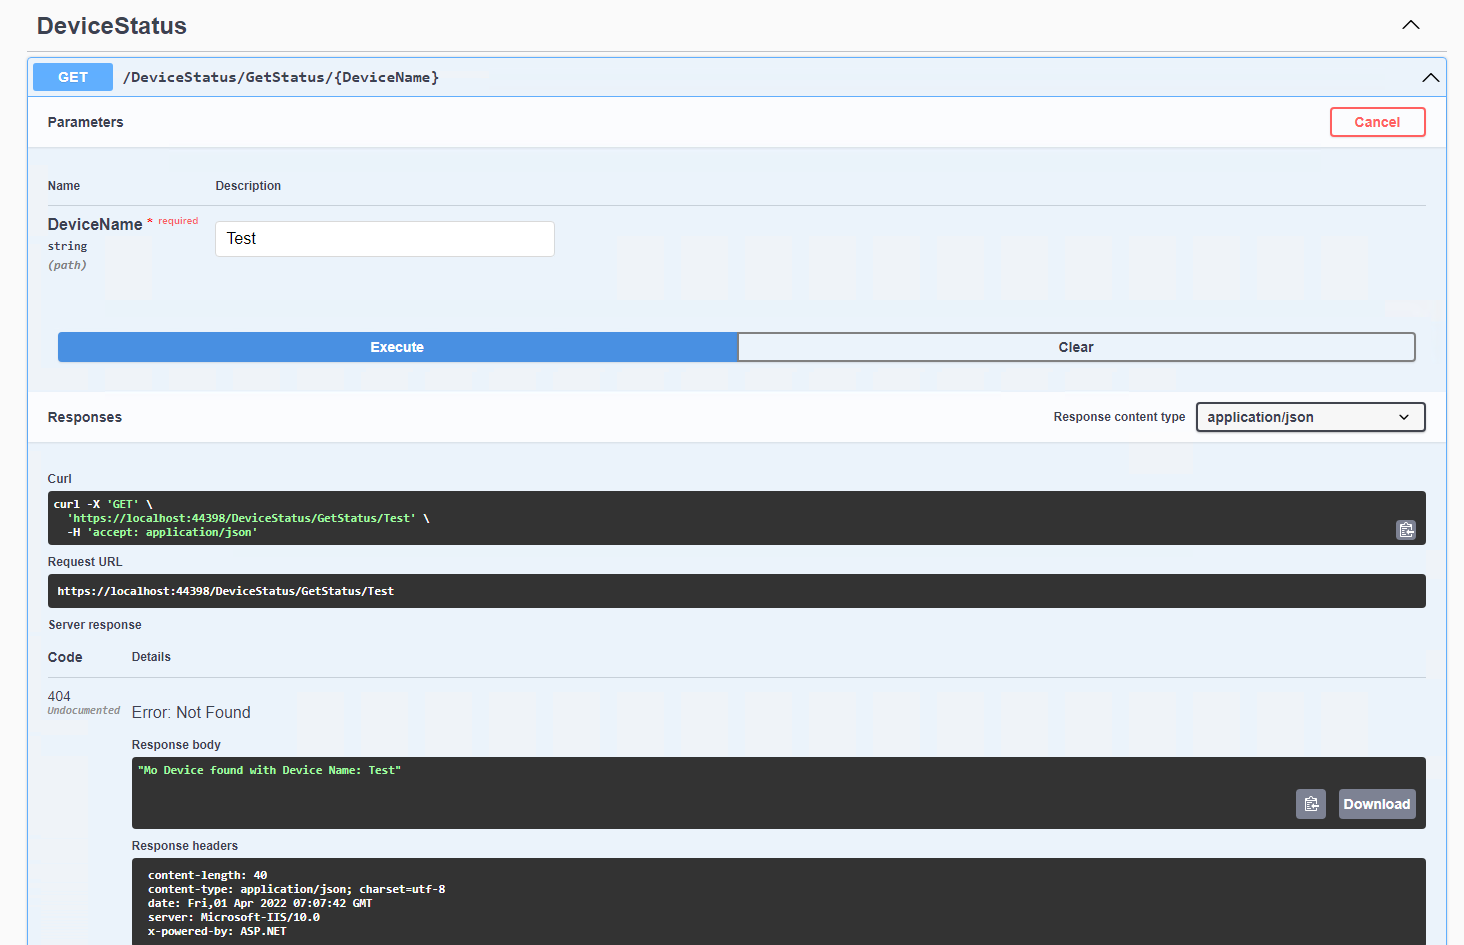 DeviceStatus
GET /DeviceStatus/GetStatus/{DeviceName}
Parameters Cancel
Name Description
DeviceName * required
string
(path)
Test
Execute Clear
Responses Response content type application/json
Curl
curl -X 'GET' \
'https://localhost:44398/DeviceStatus/GetStatus/Test' \
-H 'accept: application/json'
Request URL
https://localhost:44398/DeviceStatus/GetStatus/Test
Server response
Code Details
404
Undocumented
Error: Not Found
Response body
"Mo Device found with Device Name: Test"
Download
Response headers
content-length: 40
content-type: application/json; charset=utf-8
date: Fri,01 Apr 2022 07:07:42 GMT
server: Microsoft-IIS/10.0
x-powered-by: ASP.NET